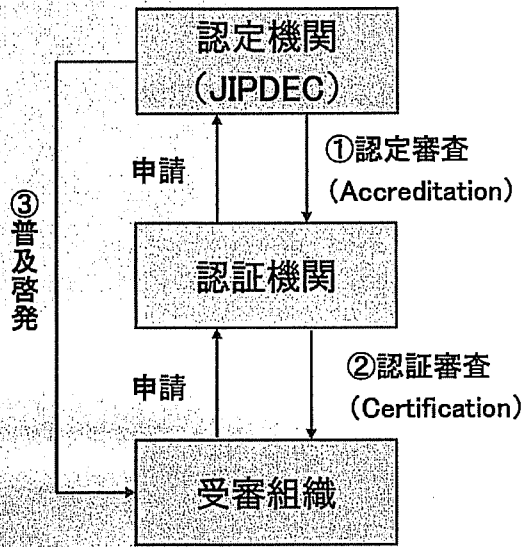 認定機関
(JIPDEC)
申請
①認定審査
(Accreditation)
③普及啓発
認証機関
申請
②認証審査
(Certification)
受審組織